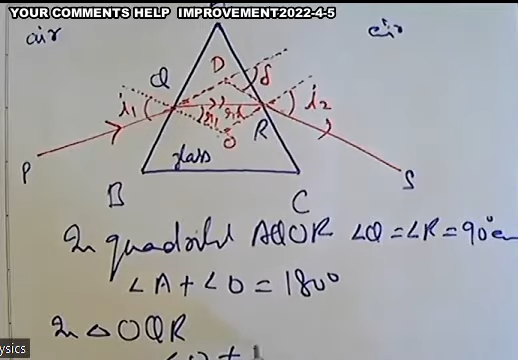 YOUR COMMENTS HELP IMPROVEMENT2022-4-5
air
air
Q
D
δ
i1
i2
r1
r2
O
R
P
glass
S
B
C
In quadrilat AQOR ∠Q = ∠R = 90°
∠A + ∠O = 180°
In △ OQR
ysics